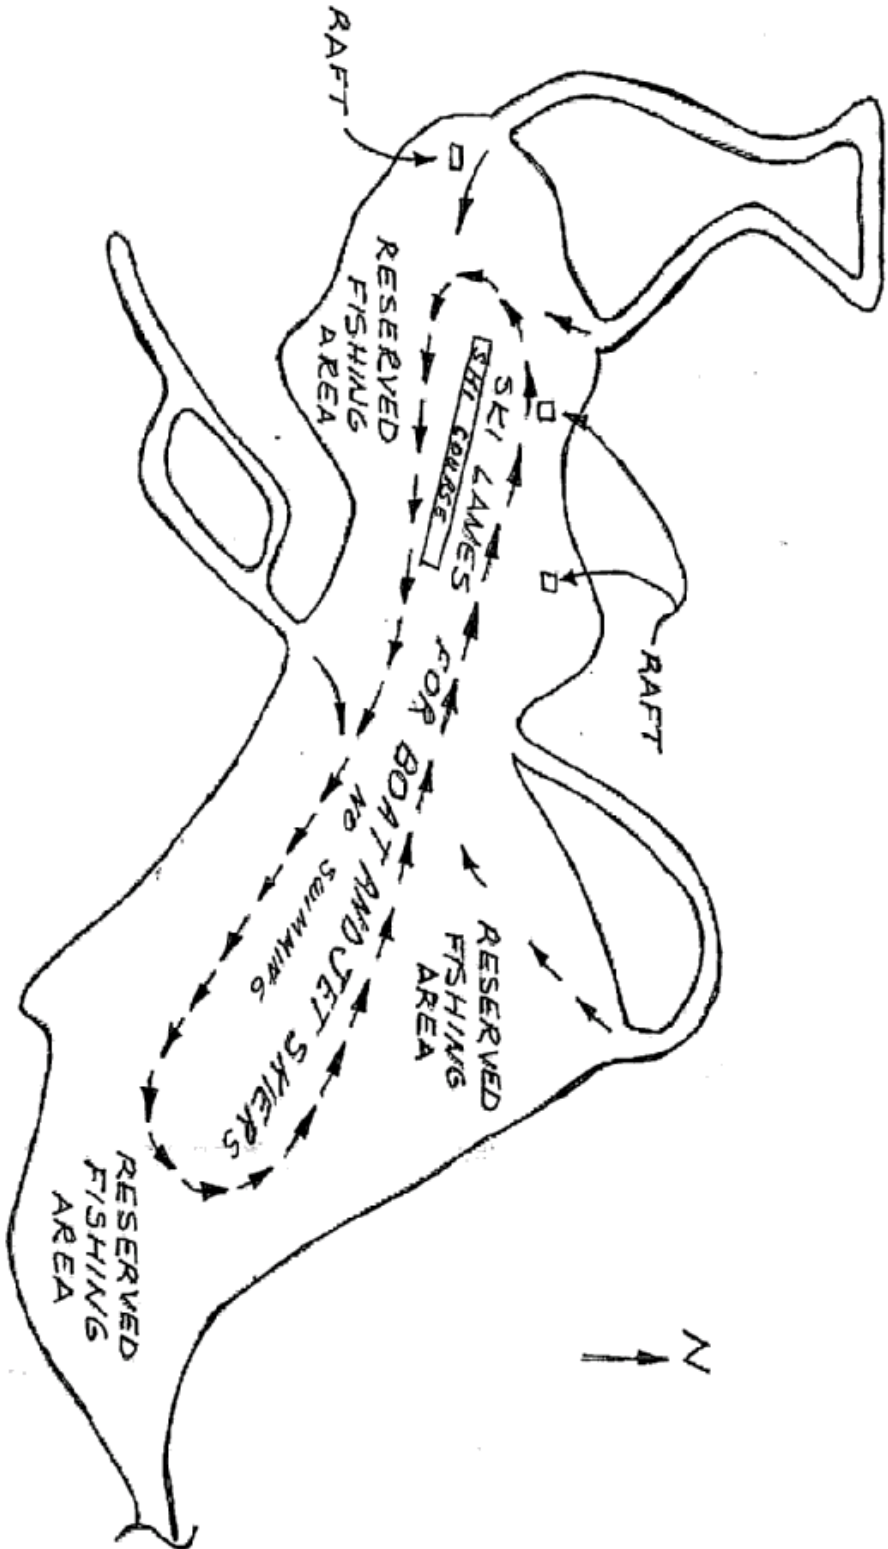 N
RAFT
SKI LANES FOR BOAT AND JET SKIERS
SKI COURSE
RESERVED
FISHING
AREA
NO SWIMMING
RESERVED
FISHING
AREA
RAFT
RESERVED
FISHING
AREA